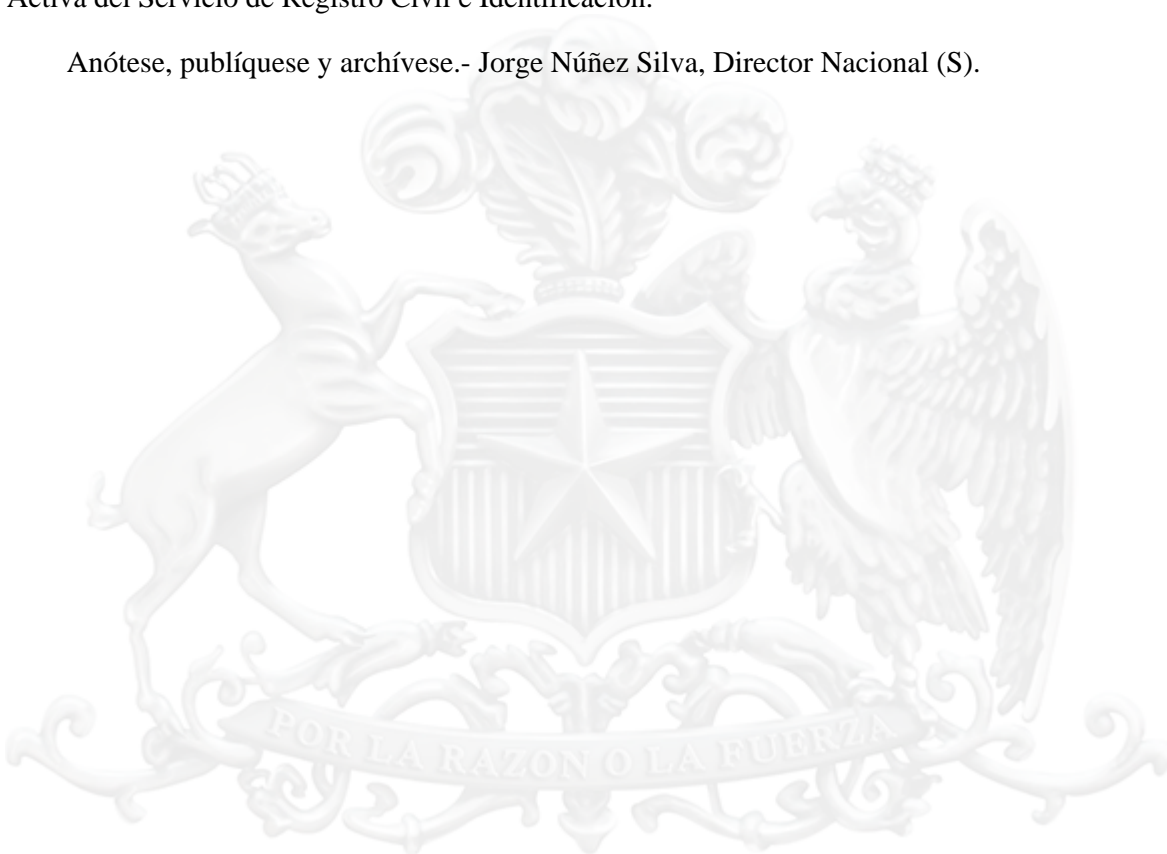 Activa del Servicio de Registro Civil e Identificación.
Anótese, publíquese y archívese.- Jorge Núñez Silva, Director Nacional (S).
POR LA RAZON O LA FUERZA